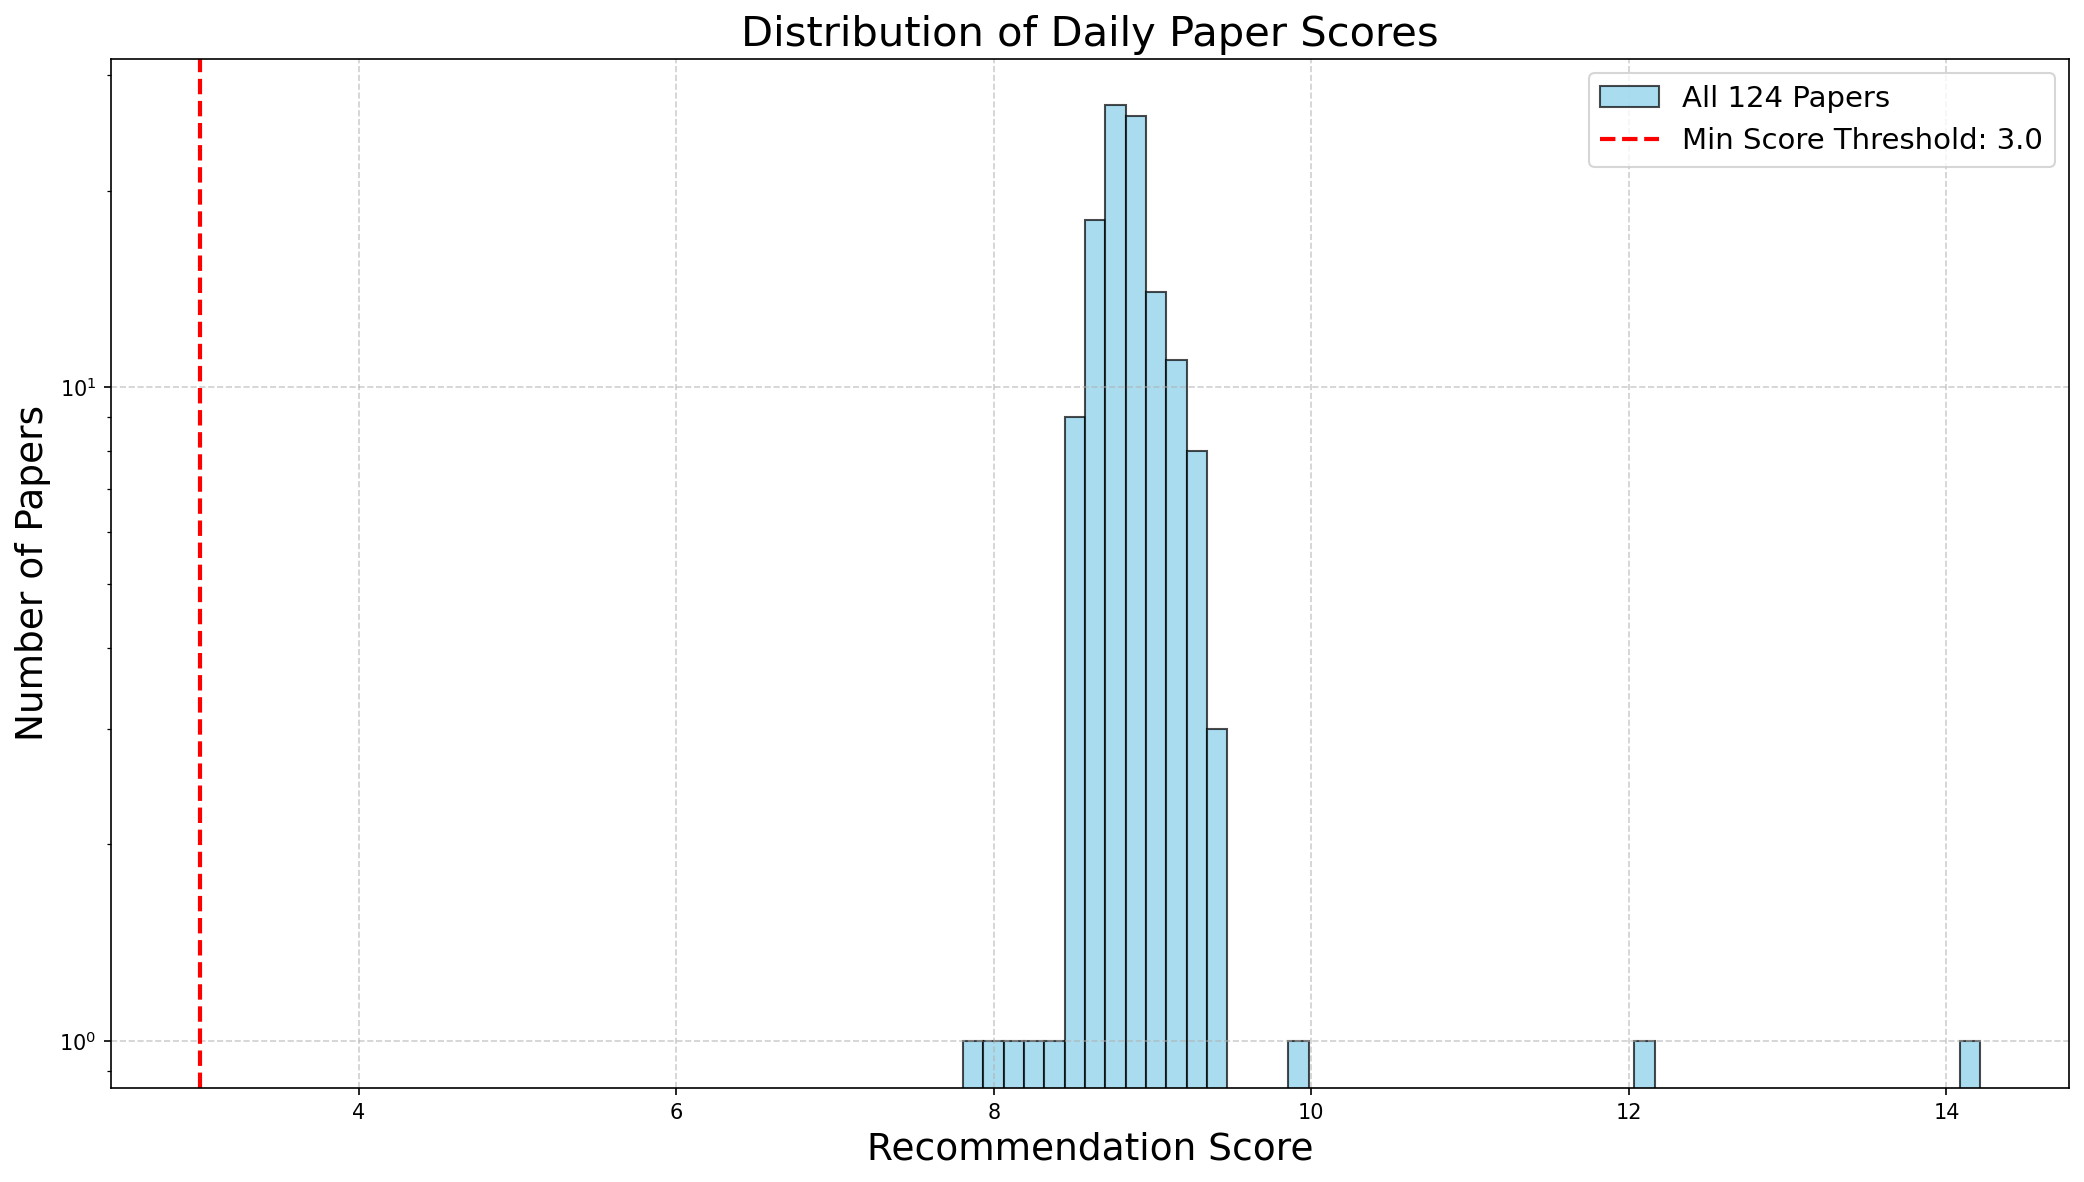 Distribution of Daily Paper Scores
All 124 Papers
Min Score Threshold: 3.0
Number of Papers
10¹
10⁰
4 6 8 10 12 14
Recommendation Score